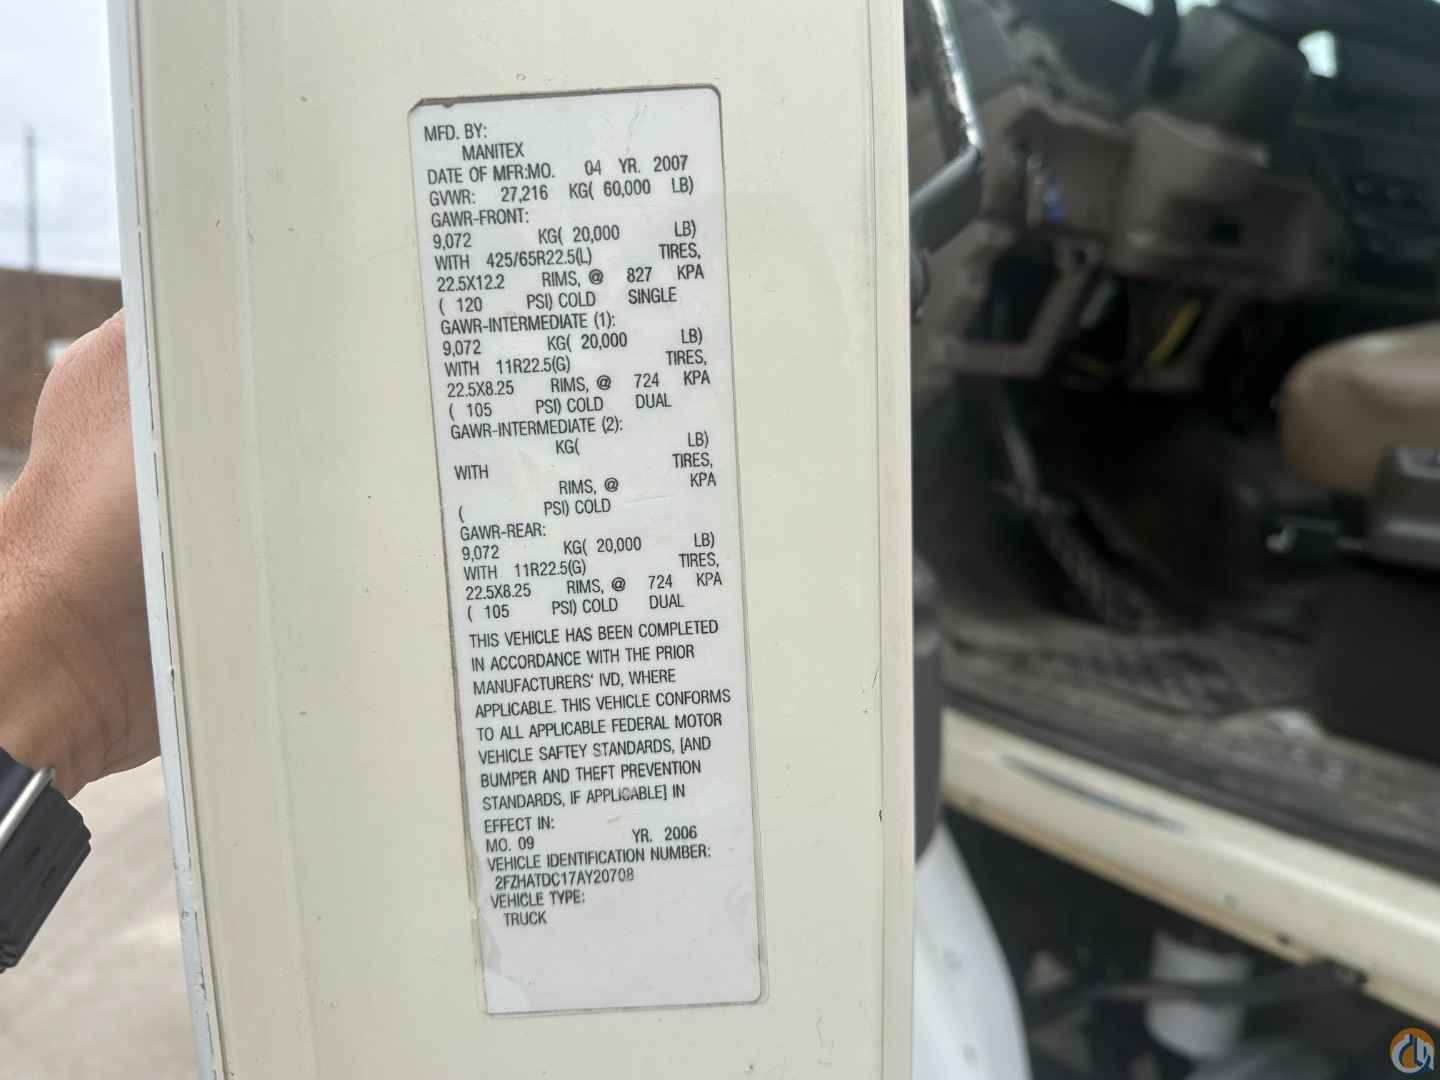 MFD. BY:
MANITEX
DATE OF MFR:MO. 04 YR. 2007
GVWR: 27,216 KG( 60,000 LB)
GAWR-FRONT:
9,072 KG( 20,000 LB)
WITH 425/65R22.5(L) TIRES,
22.5X12.2 RIMS, @ 827 KPA
( 120 PSI) COLD SINGLE
GAWR-INTERMEDIATE (1):
9,072 KG( 20,000 LB)
WITH 11R22.5(G) TIRES,
22.5X8.25 RIMS, @ 724 KPA
( 105 PSI) COLD DUAL
GAWR-INTERMEDIATE (2):
KG( LB)
WITH TIRES,
RIMS, @ KPA
( PSI) COLD
GAWR-REAR:
9,072 KG( 20,000 LB)
WITH 11R22.5(G) TIRES,
22.5X8.25 RIMS, @ 724 KPA
( 105 PSI) COLD DUAL
THIS VEHICLE HAS BEEN COMPLETED
IN ACCORDANCE WITH THE PRIOR
MANUFACTURERS' IVD, WHERE
APPLICABLE. THIS VEHICLE CONFORMS
TO ALL APPLICABLE FEDERAL MOTOR
VEHICLE SAFTEY STANDARDS, [AND
BUMPER AND THEFT PREVENTION
STANDARDS, IF APPLICABLE] IN
EFFECT IN:
MO. 09 YR. 2006
VEHICLE IDENTIFICATION NUMBER:
2FZHATDC17AY20708
VEHICLE TYPE:
TRUCK